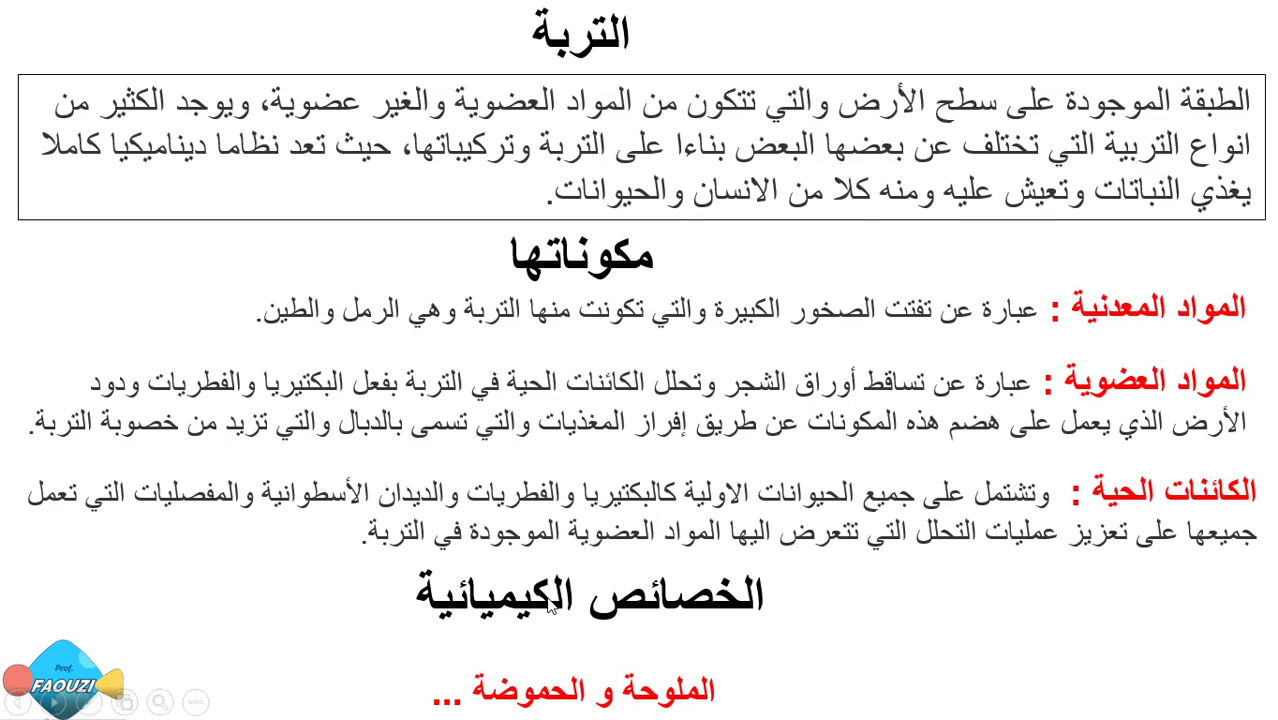 التربة
الطبقة الموجودة على سطح الأرض والتي تتكون من المواد العضوية والغير عضوية، ويوجد الكثير من
انواع التربية التي تختلف عن بعضها البعض بناءا على التربة وتركيباتها، حيث تعد نظاما ديناميكيا كاملا
يغذي النباتات وتعيش عليه ومنه كلا من الانسان والحيوانات.
مكوناتها
المواد المعدنية : عبارة عن تفتت الصخور الكبيرة والتي تكونت منها التربة وهي الرمل والطين.
المواد العضوية : عبارة عن تساقط أوراق الشجر وتحلل الكائنات الحية في التربة بفعل البكتيريا والفطريات ودود
الأرض الذي يعمل على هضم هذه المكونات عن طريق إفراز المغذيات والتي تسمى بالدبال والتي تزيد من خصوبة التربة.
الكائنات الحية : وتشتمل على جميع الحيوانات الاولية كالبكتيريا والفطريات والديدان الأسطوانية والمفصليات التي تعمل
جميعها على تعزيز عمليات التحلل التي تتعرض اليها المواد العضوية الموجودة في التربة.
الخصائص الكيميائية
الملوحة و الحموضة ...
Prof.
FAOUZI